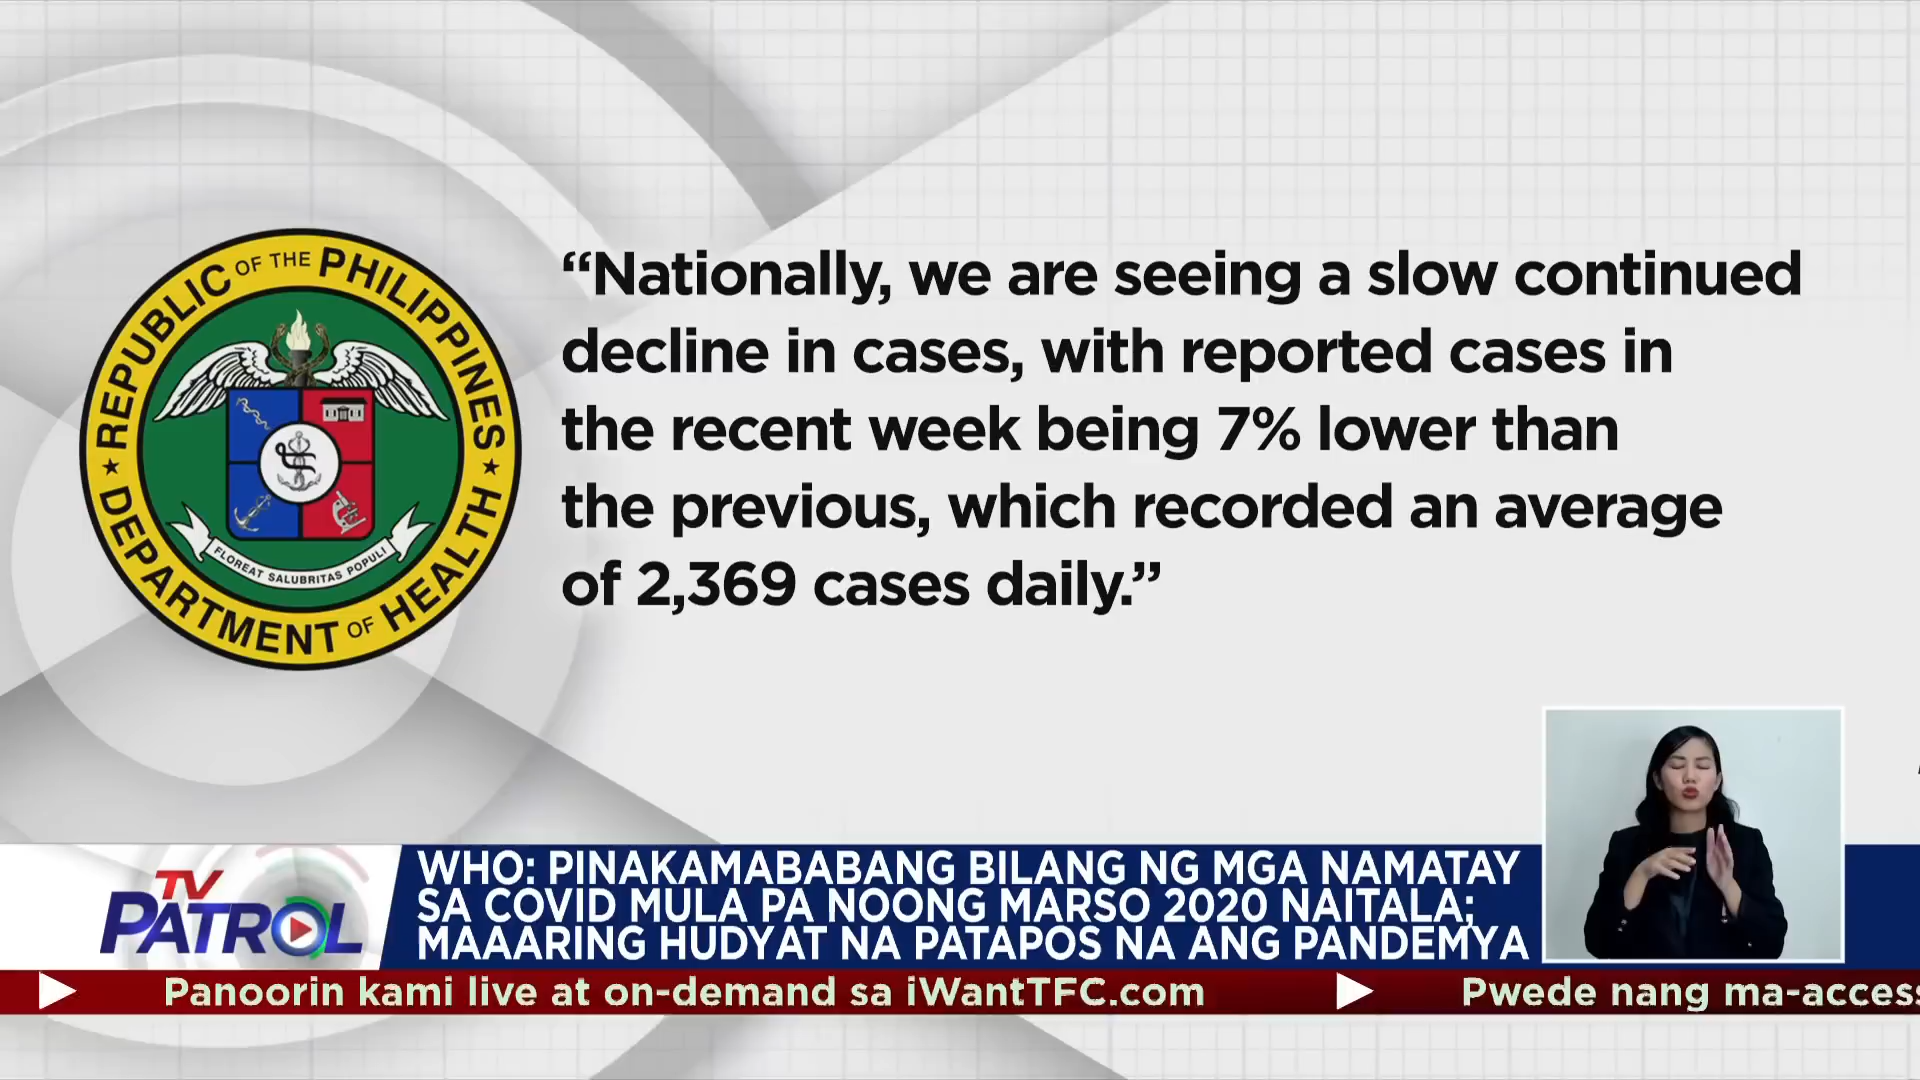 REPUBLIC OF THE PHILIPPINES
DEPARTMENT OF HEALTH
FLOREAT SALUBRITAS POPULI
“Nationally, we are seeing a slow continued
decline in cases, with reported cases in
the recent week being 7% lower than
the previous, which recorded an average
of 2,369 cases daily.”
TV
PATROL
WHO: PINAKAMABABANG BILANG NG MGA NAMATAY
SA COVID MULA PA NOONG MARSO 2020 NAITALA;
MAAARING HUDYAT NA PATAPOS NA ANG PANDEMYA
Panoorin kami live at on-demand sa iWantTFC.com
Pwede nang ma-access